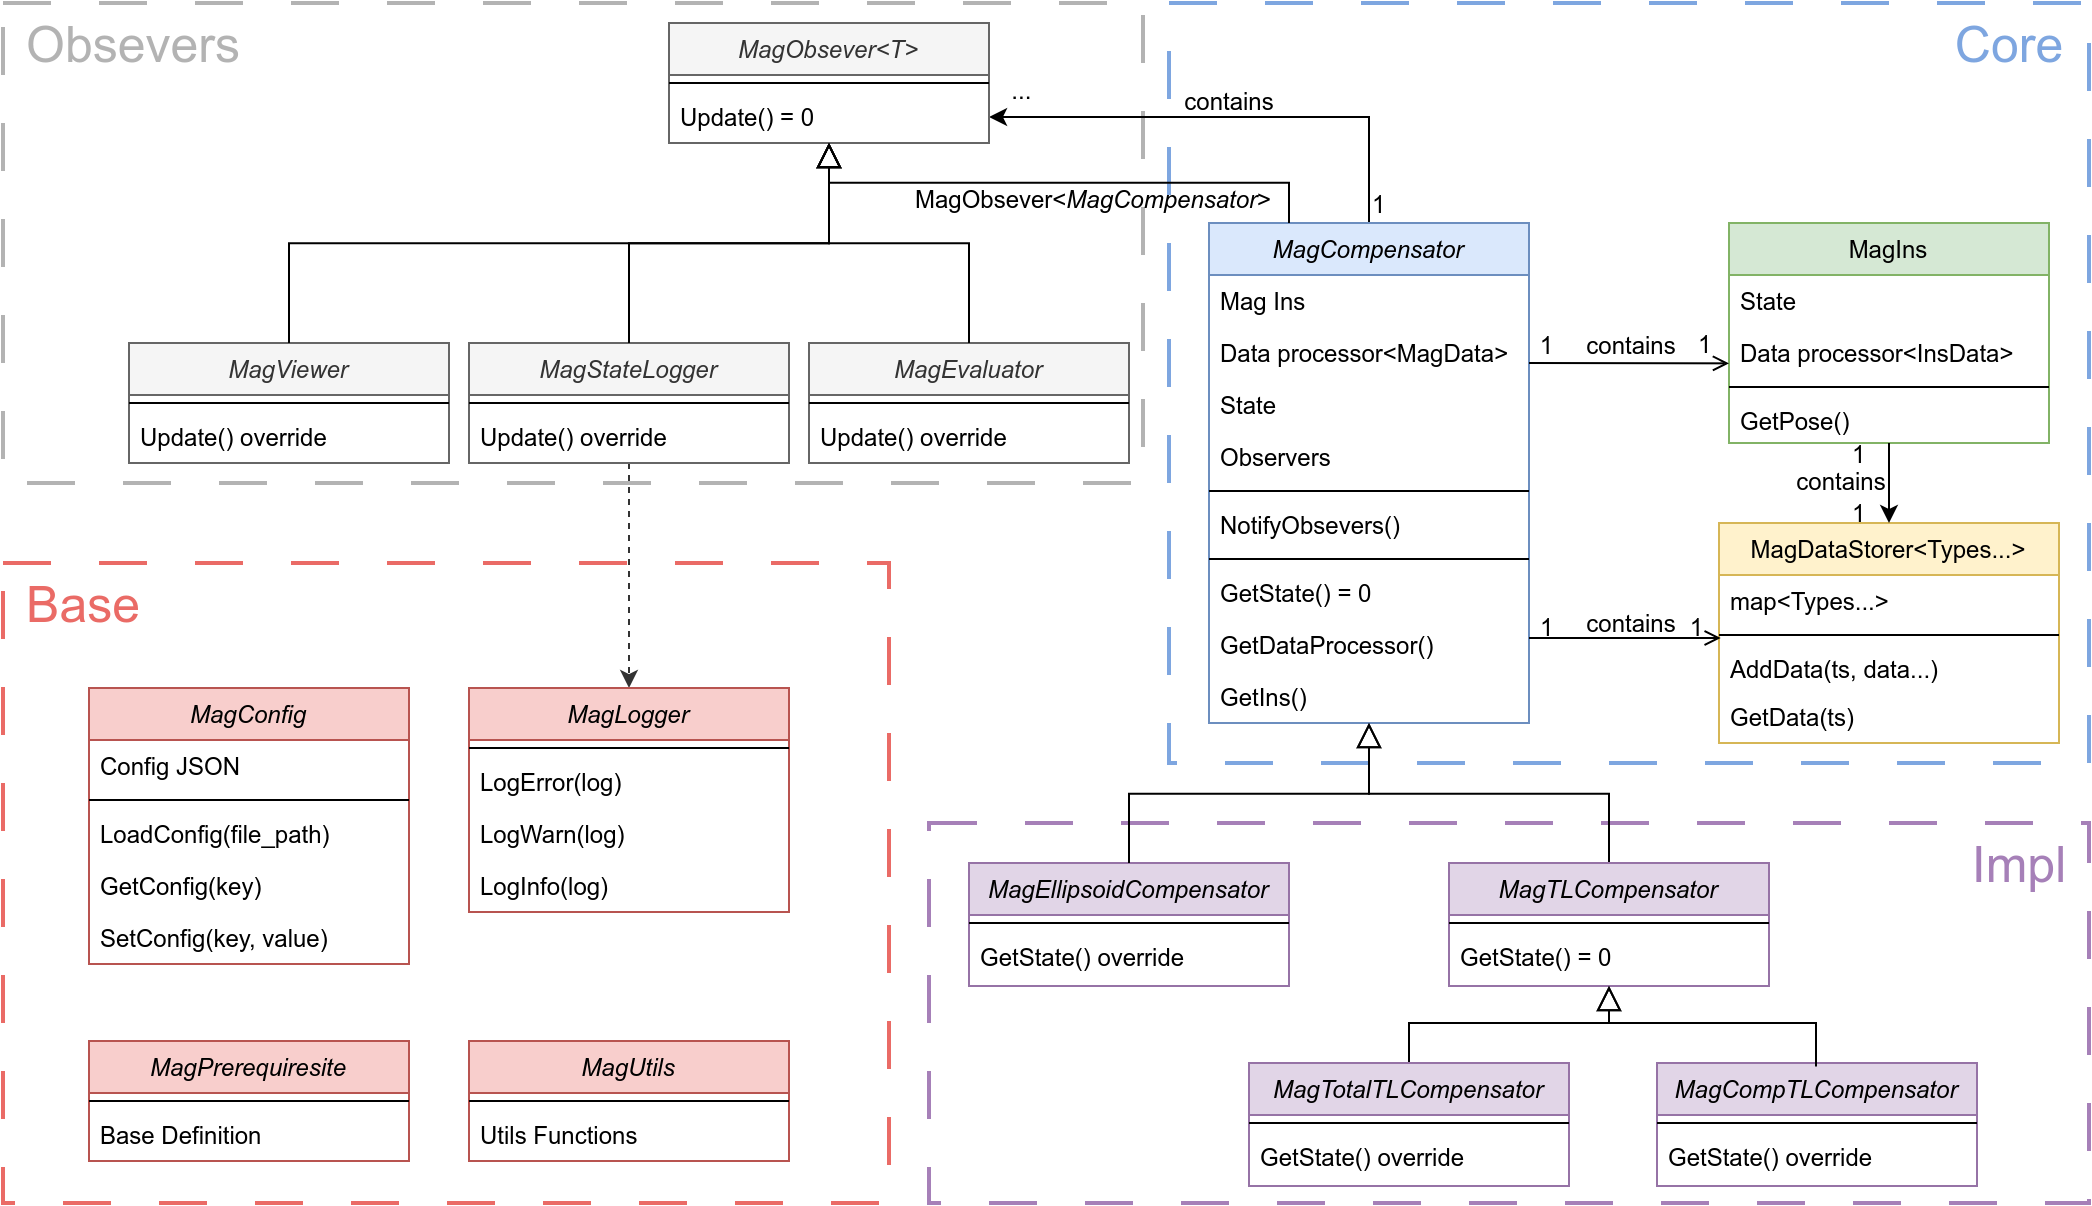 Obsevers
MagObsever<T>
Update() = 0
...
contains
1
MagObsever<MagCompensator>
MagViewer
Update() override
MagStateLogger
Update() override
MagEvaluator
Update() override
Core
MagCompensator
Mag Ins
Data processor<MagData>
State
Observers
NotifyObsevers()
GetState() = 0
GetDataProcessor()
GetIns()
1
contains
1
MagIns
State
Data processor<InsData>
GetPose()
1
contains
1
1
contains
1
MagDataStorer<Types...>
map<Types...>
AddData(ts, data...)
GetData(ts)
Base
MagConfig
Config JSON
LoadConfig(file_path)
GetConfig(key)
SetConfig(key, value)
MagLogger
LogError(log)
LogWarn(log)
LogInfo(log)
MagPrerequiresite
Base Definition
MagUtils
Utils Functions
Impl
MagEllipsoidCompensator
GetState() override
MagTLCompensator
GetState() = 0
MagTotalTLCompensator
GetState() override
MagCompTLCompensator
GetState() override